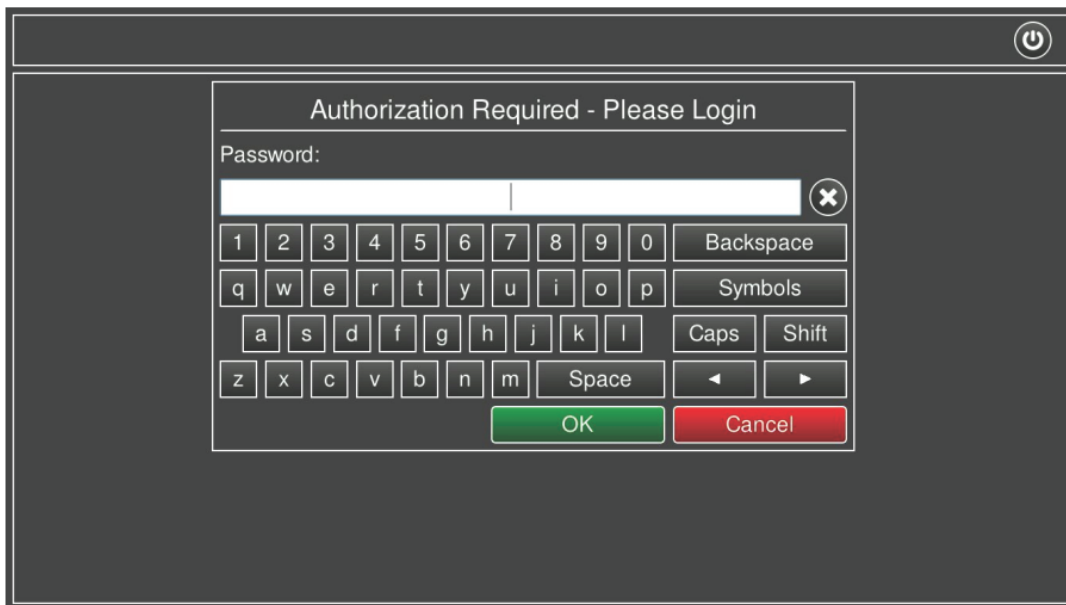 Authorization Required - Please Login
Password:
1 2 3 4 5 6 7 8 9 0 Backspace
q w e r t y u i o p Symbols
a s d f g h j k l Caps Shift
z x c v b n m Space ◄ ►
OK Cancel